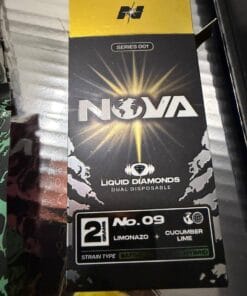 SERIES 001
NOVA
LIQUID DIAMONDS
DUAL DISPOSABLE
2
No. 09
LIMONAZO + CUCUMBER LIME
STRAIN TYPE